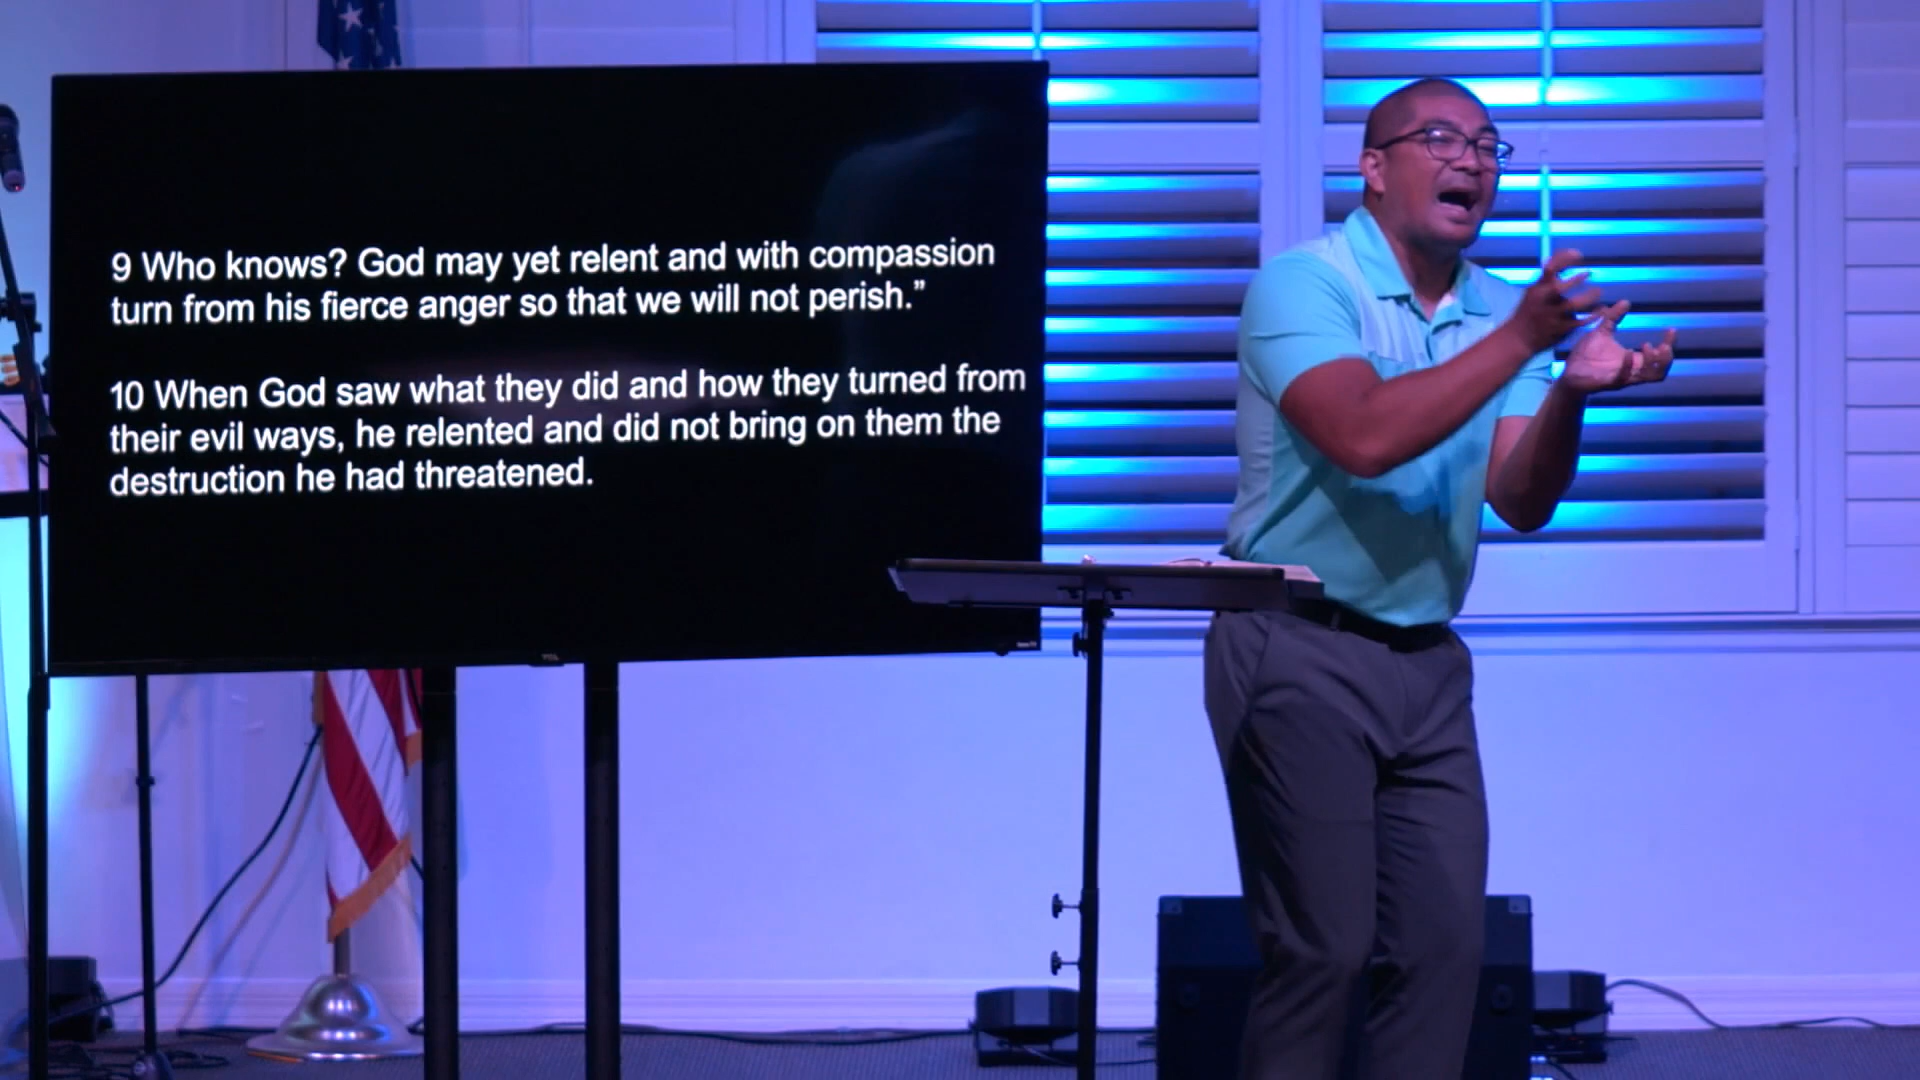 9 Who knows? God may yet relent and with compassion
turn from his fierce anger so that we will not perish.”
10 When God saw what they did and how they turned from
their evil ways, he relented and did not bring on them the
destruction he had threatened.
TCL